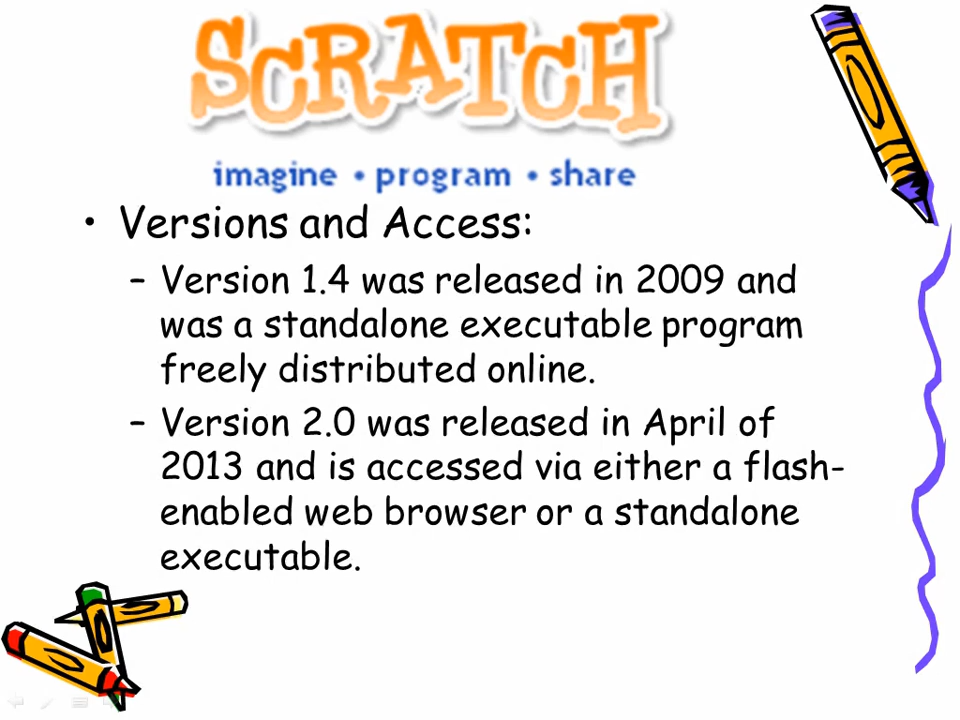 SCRATCH
imagine • program • share
• Versions and Access:
– Version 1.4 was released in 2009 and
was a standalone executable program
freely distributed online.
– Version 2.0 was released in April of
2013 and is accessed via either a flash-
enabled web browser or a standalone
executable.